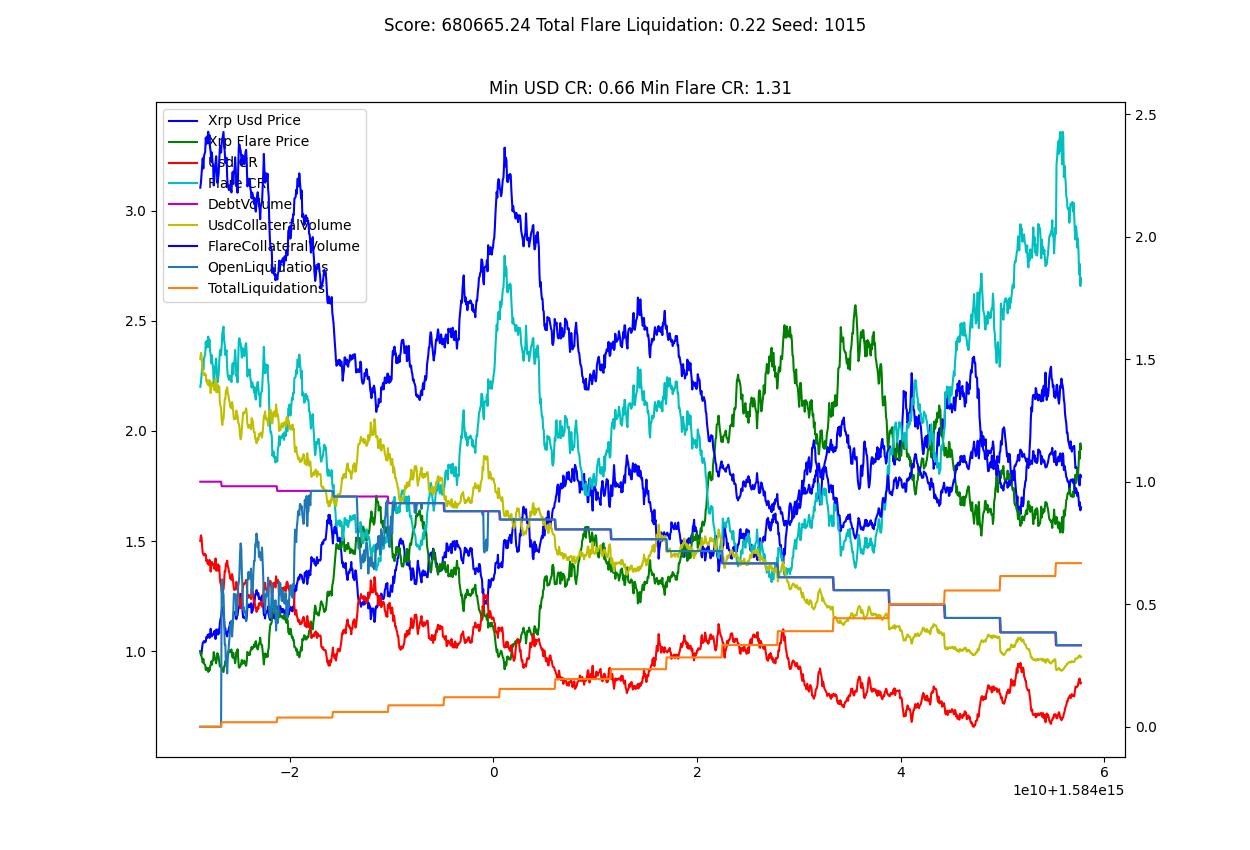 Score: 680665.24 Total Flare Liquidation: 0.22 Seed: 1015
Min USD CR: 0.66 Min Flare CR: 1.31
Xrp Usd Price
Xrp Flare Price
Usd CR
Flare CR
DebtVolume
UsdCollateralVolume
FlareCollateralVolume
OpenLiquidations
TotalLiquidations
3.0
2.5
2.0
1.5
1.0
2.5
2.0
1.5
1.0
0.5
0.0
−2
0
2
4
6
1e10+1.584e15